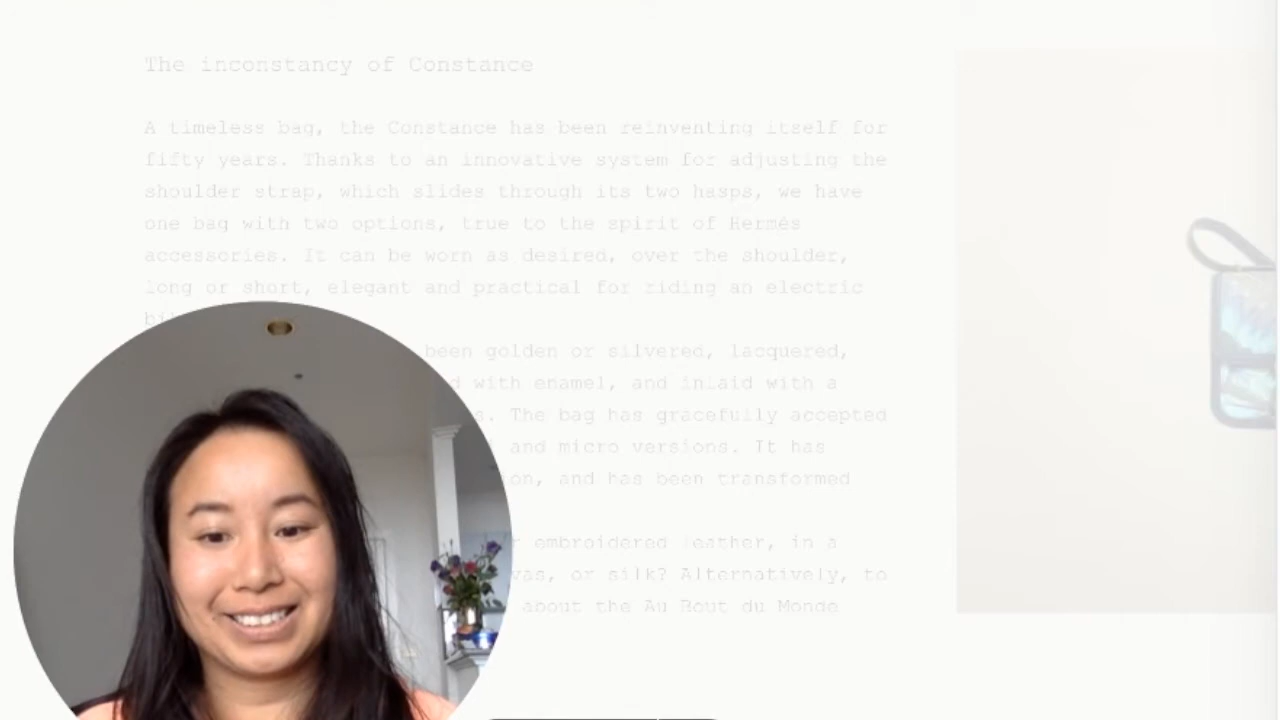 The inconstancy of Constance
A timeless bag, the Constance has been reinventing itself for
fifty years. Thanks to an innovative system for adjusting the
shoulder strap, which slides through its two hasps, we have
one bag with two options, true to the spirit of Hermès
accessories. It can be worn as desired, over the shoulder,
long or short, elegant and practical for riding an electric
been golden or silvered, lacquered,
with enamel, and inlaid with a
The bag has gracefully accepted
and micro versions. It has
and has been transformed
embroidered leather, in a
or silk? Alternatively, to
about the Au Bout du Monde